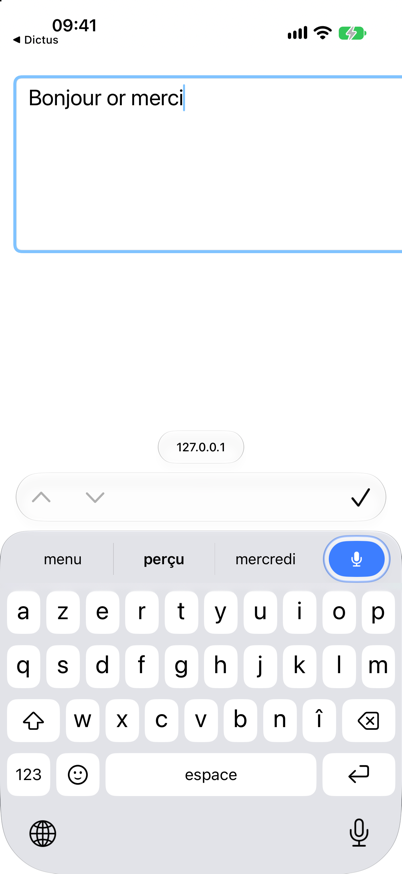 09:41
◀ Dictus
Bonjour or merci
127.0.0.1
menu perçu mercredi
a z e r t y u i o p
q s d f g h j k l m
w x c v b n î
123 espace